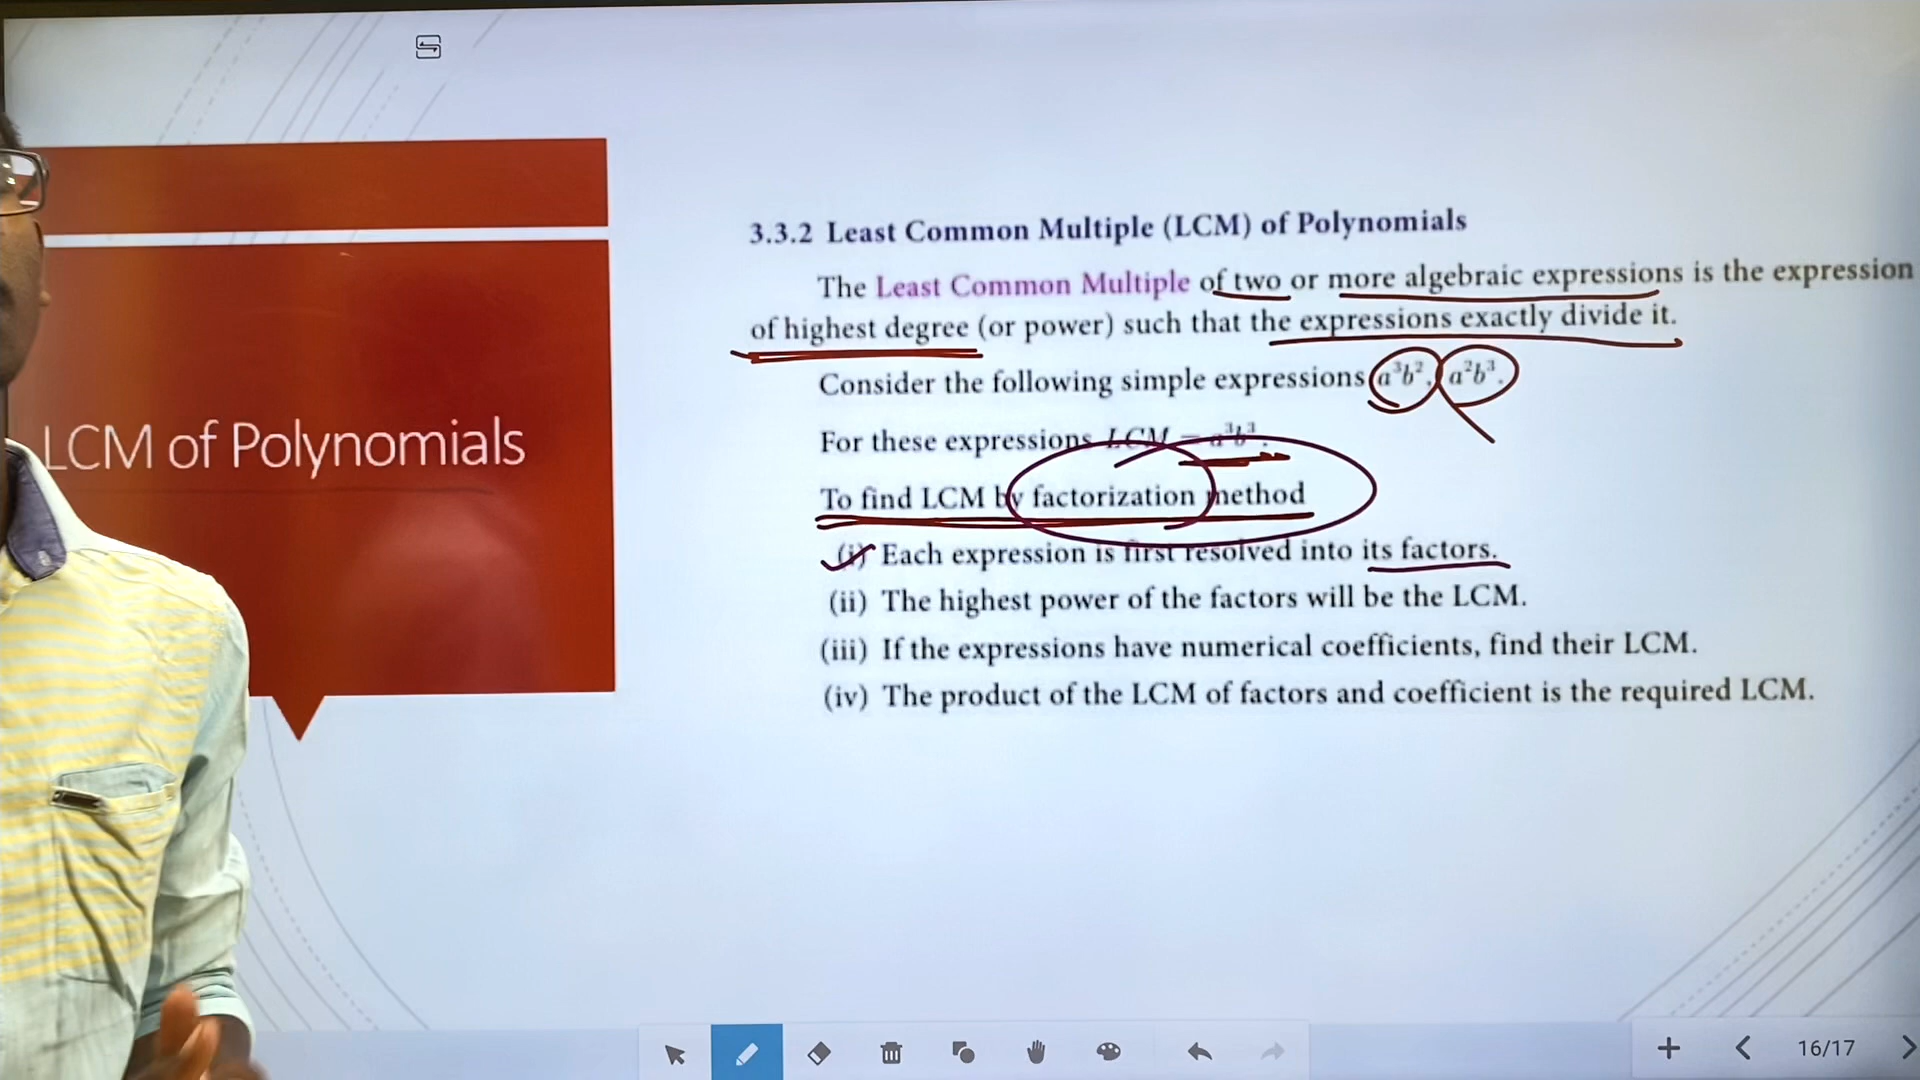 LCM of Polynomials
3.3.2 Least Common Multiple (LCM) of Polynomials
The Least Common Multiple of two or more algebraic expressions is the expression
of highest degree (or power) such that the expressions exactly divide it.
Consider the following simple expressions a³b², a²b³.
For these expressions LCM = a³b³.
To find LCM by factorization method
(i) Each expression is first resolved into its factors.
(ii) The highest power of the factors will be the LCM.
(iii) If the expressions have numerical coefficients, find their LCM.
(iv) The product of the LCM of factors and coefficient is the required LCM.
16/17